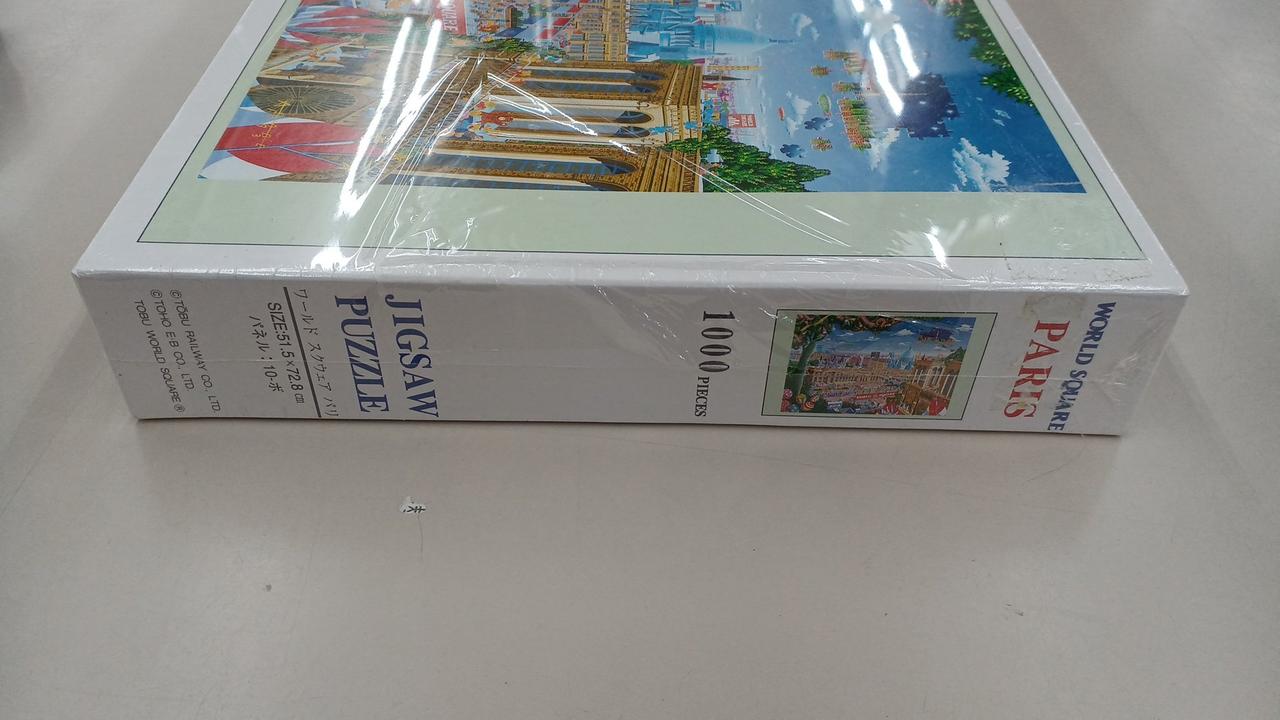 WORLD SQUARE
PARIS
1000 PIECES
JIGSAW
PUZZLE
ワールド スクウェア パリ
SIZE:51.5×72.8㎝
パネル：10-ボ
©TOBU RAILWAY CO., LTD.
©TOHO E·B CO., LTD.
TOBU WORLD SQUARE®